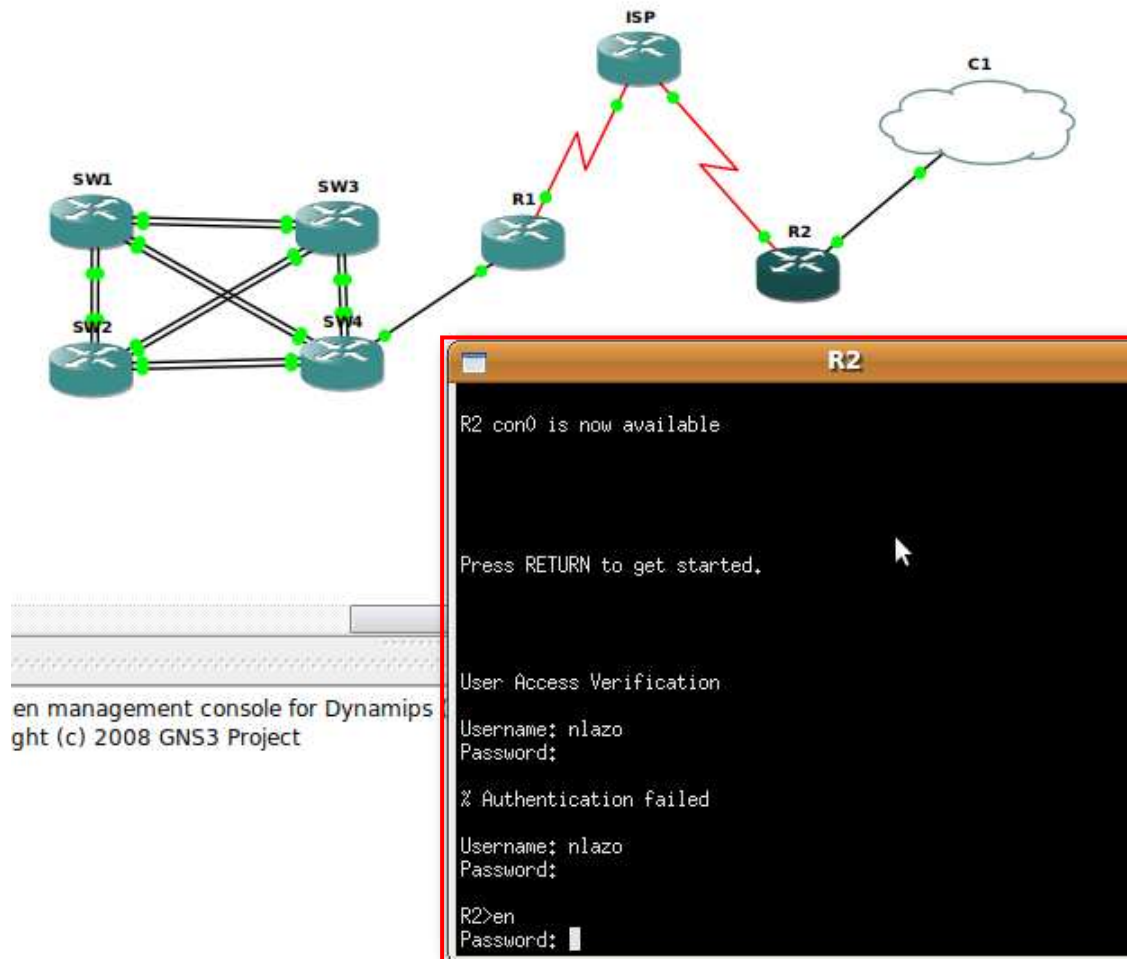 ISP
C1
SW1
SW3
R1
R2
SW2
SW4
R2
R2 con0 is now available
Press RETURN to get started.
User Access Verification
en management console for Dynamips
ght (c) 2008 GNS3 Project
Username: nlazo
Password:
% Authentication failed
Username: nlazo
Password:
R2>en
Password: